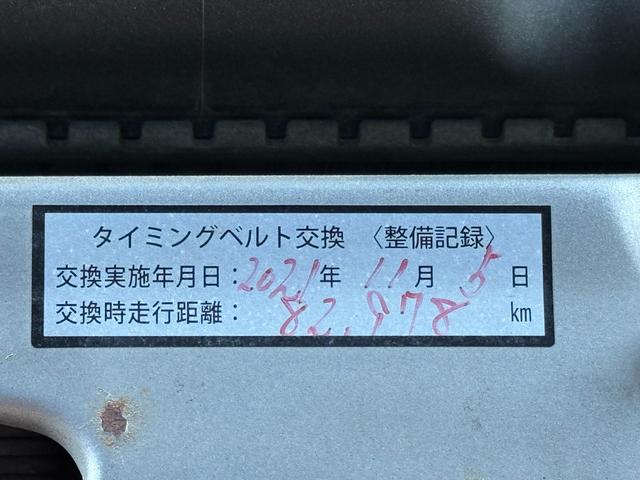 タイミングベルト交換 〈整備記録〉
交換実施年月日：2021年 11月 5日
交換時走行距離： 82,978 km